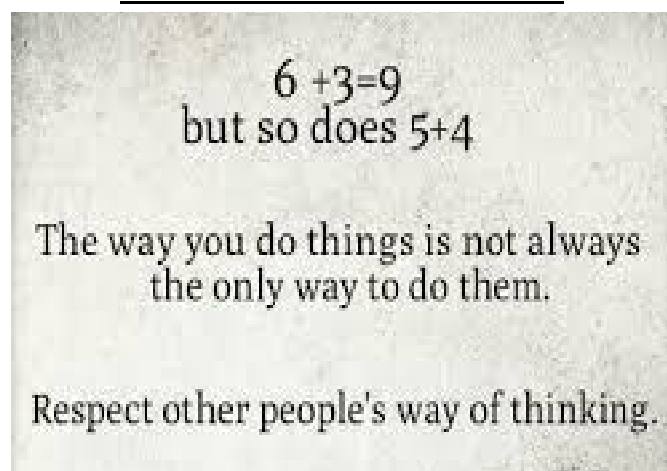 6 +3=9
but so does 5+4
The way you do things is not always
the only way to do them.
Respect other people's way of thinking.